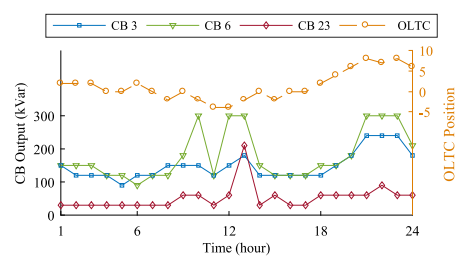 CB 3 CB 6 CB 23 OLTC
10
5
300 0
200 -5
100
0
1 6 12 18 24
Time (hour)
CB Output (kVar)
OLTC Position